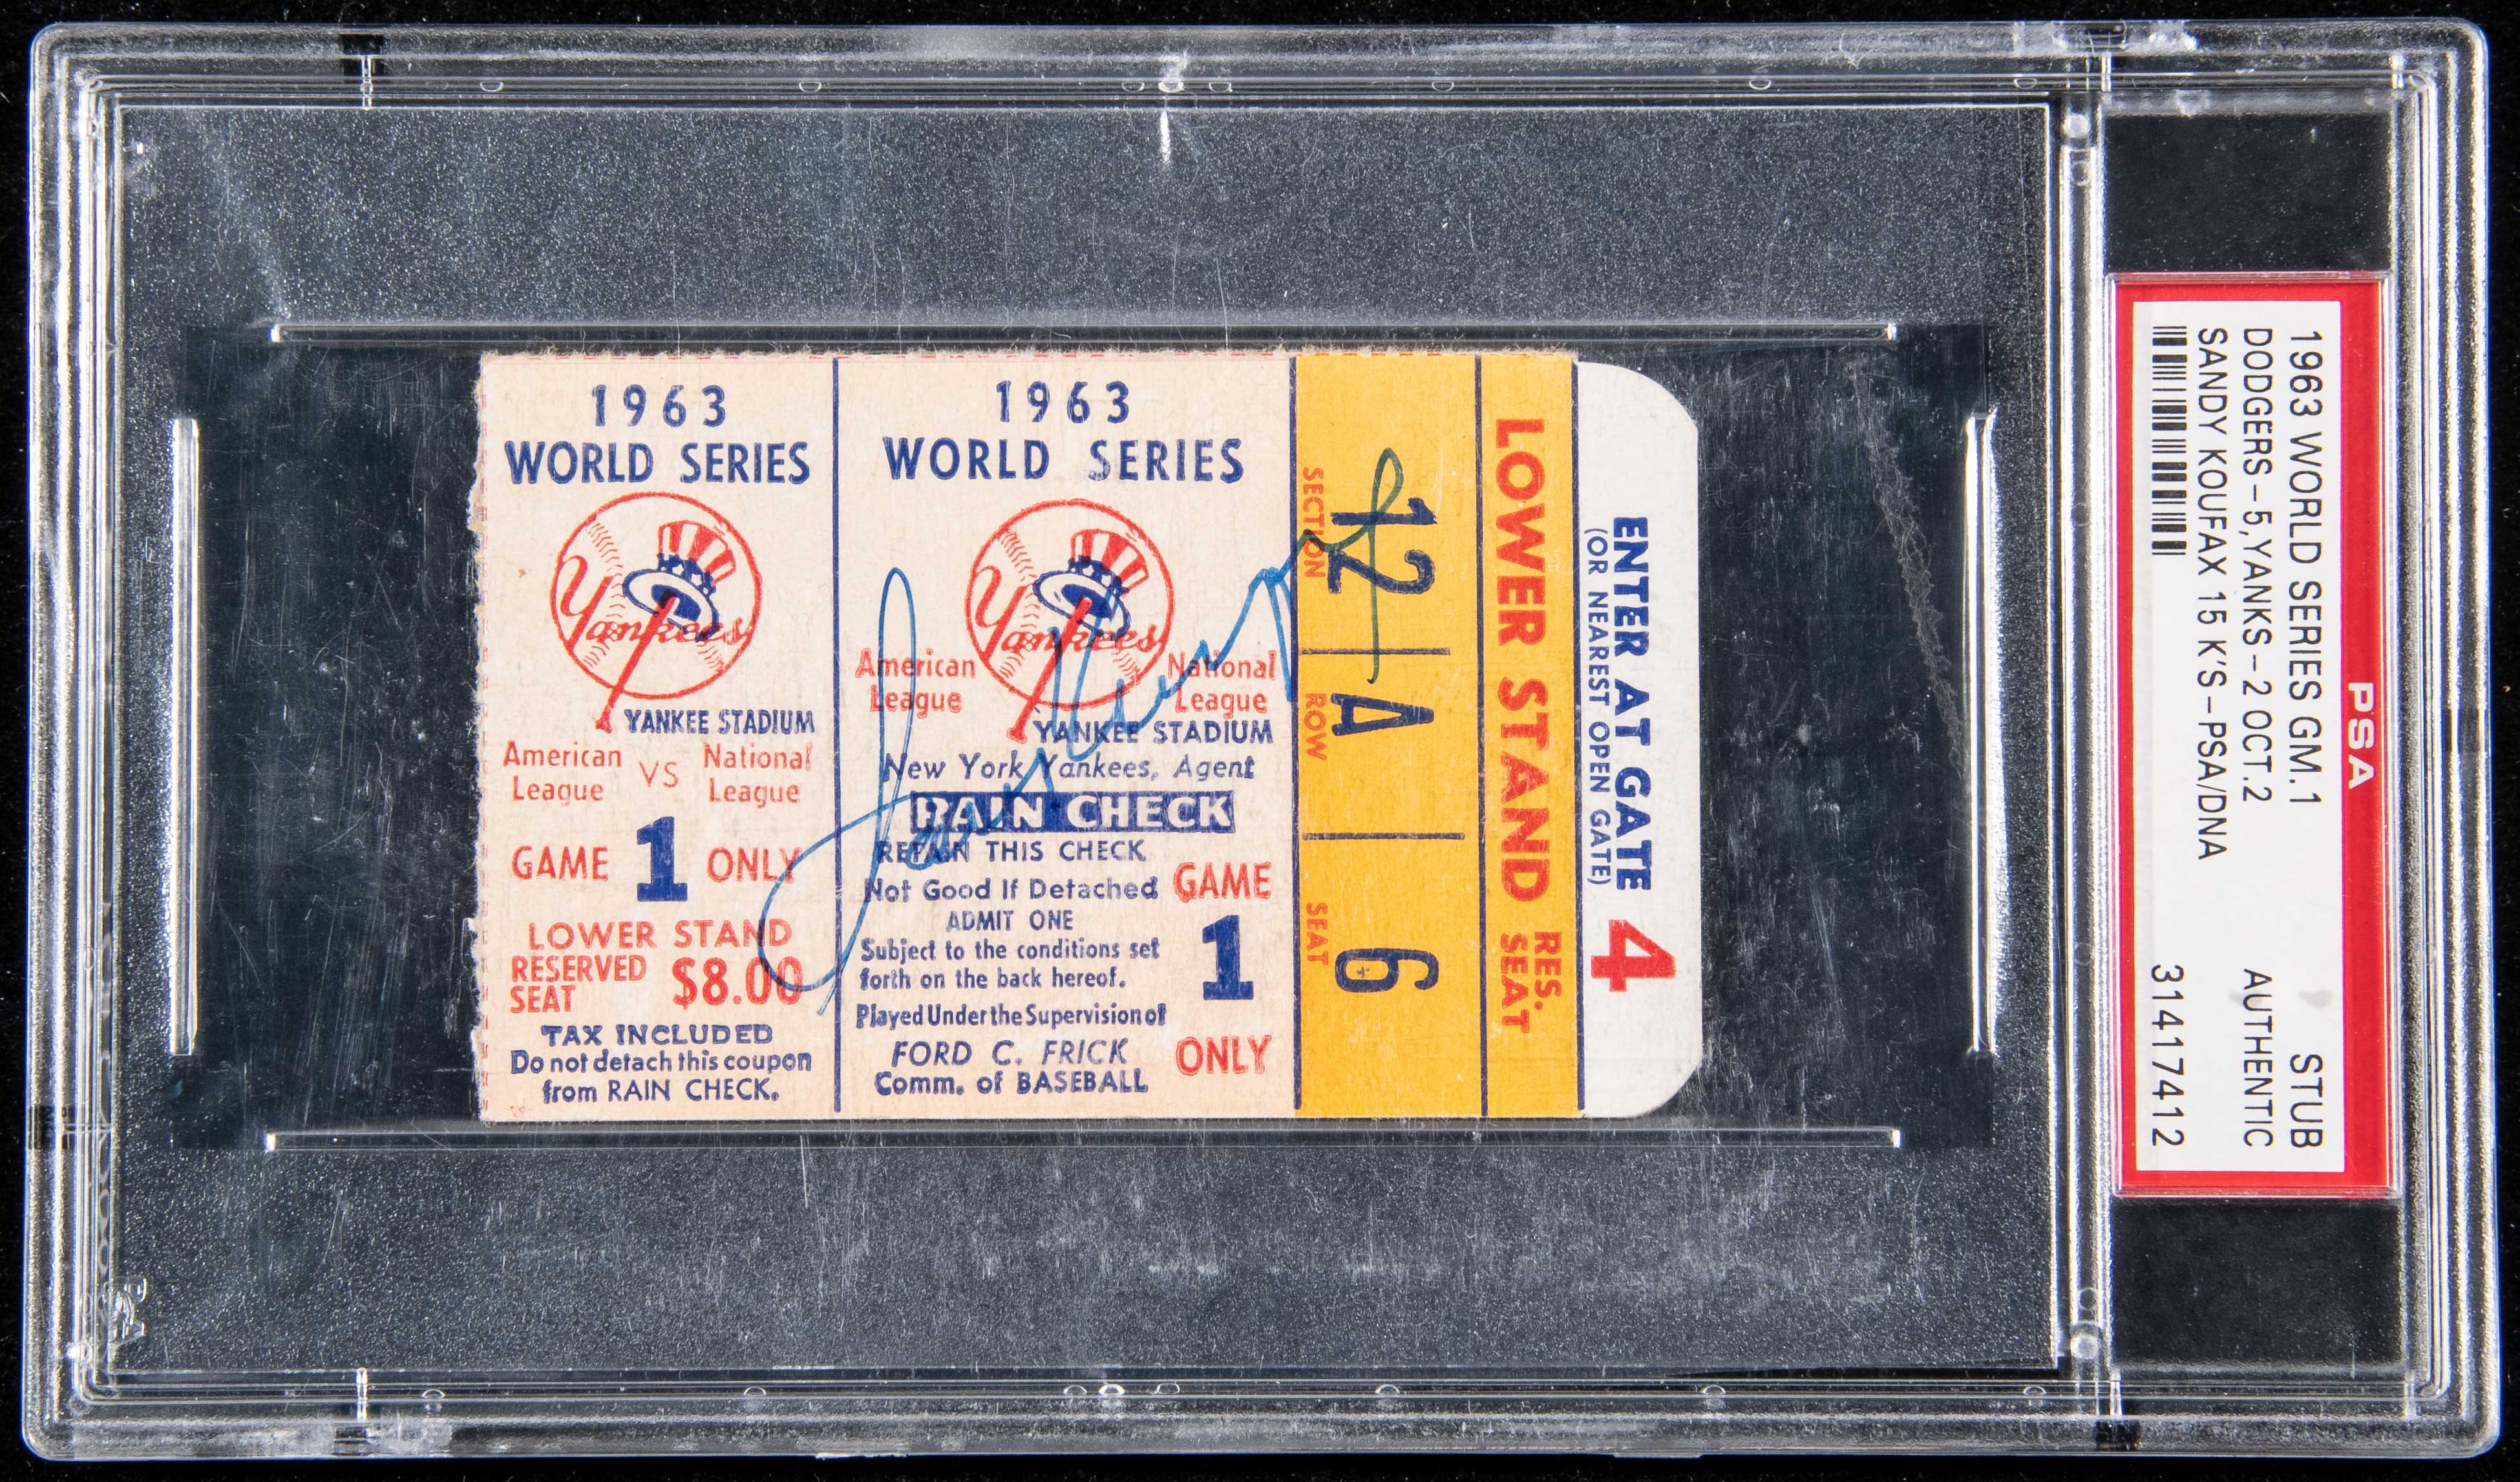 1963
WORLD SERIES
Yankees
YANKEE STADIUM
American League VS National League
GAME 1 ONLY
LOWER STAND
RESERVED SEAT $8.00
TAX INCLUDED
Do not detach this coupon
from RAIN CHECK.
1963
WORLD SERIES
Yankees
American League
National League
YANKEE STADIUM
New York Yankees, Agent
RAIN CHECK
RETAIN THIS CHECK
Not Good If Detached
ADMIT ONE
Subject to the conditions set
forth on the back hereof.
Played Under the Supervision of
FORD C. FRICK
Comm. of BASEBALL
GAME
1
ONLY
Sandy Koufax
SECTION 12
ROW A
SEAT 6
LOWER STAND RES. SEAT
ENTER AT GATE 4
(OR NEAREST OPEN GATE)
PSA
1963 WORLD SERIES GM.1 STUB
DODGERS-5,YANKS-2 OCT.2 AUTHENTIC
SANDY KOUFAX 15 K'S-PSA/DNA
31417412